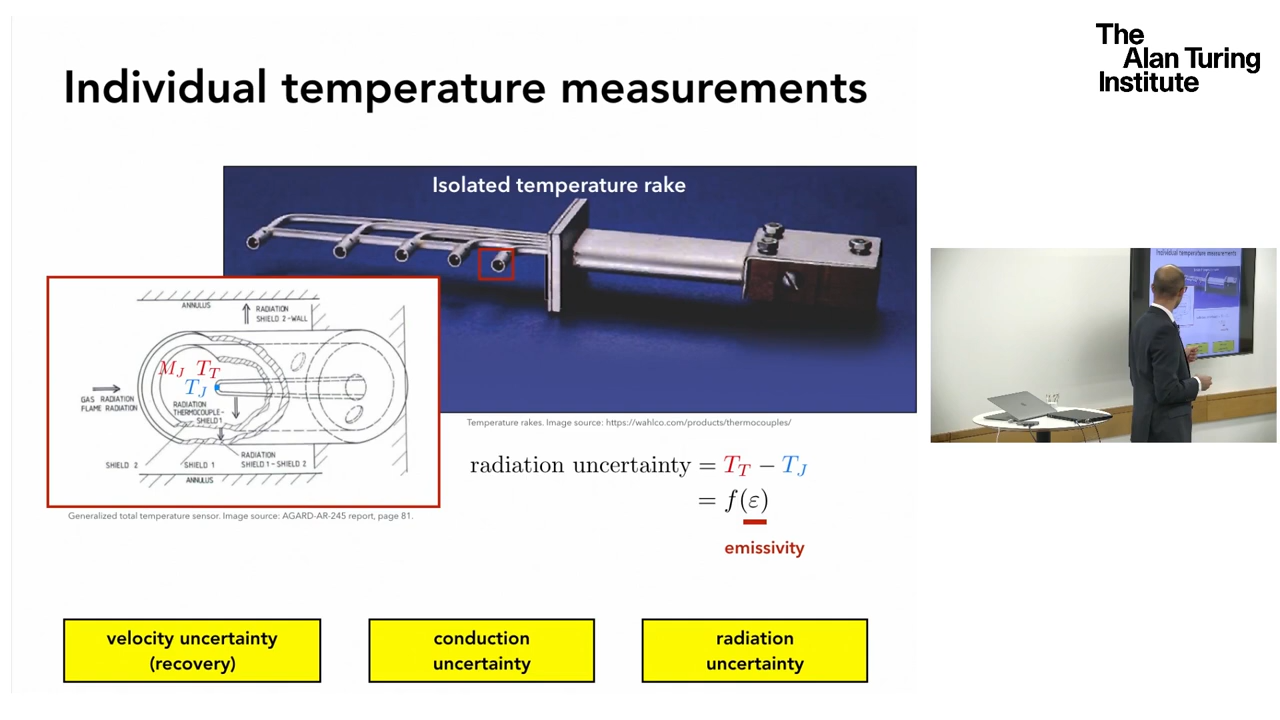 The
Alan Turing
Institute
Individual temperature measurements
Isolated temperature rake
ANNULUS
RADIATION
SHIELD 2-WALL
M_J T_T
T_J
GAS RADIATION
FLAME RADIATION
RADIATION
THERMOCOUPLE-
SHIELD 1
RADIATION
SHIELD 1 - SHIELD 2
SHIELD 2
SHIELD 1
ANNULUS
Generalized total temperature sensor. Image source: AGARD-AR-245 report, page 81.
Temperature rakes. Image source: https://wahlco.com/products/thermocouples/
radiation uncertainty = T_T − T_J
= f(ε)
emissivity
velocity uncertainty
(recovery)
conduction
uncertainty
radiation
uncertainty
Individual temperature measurements